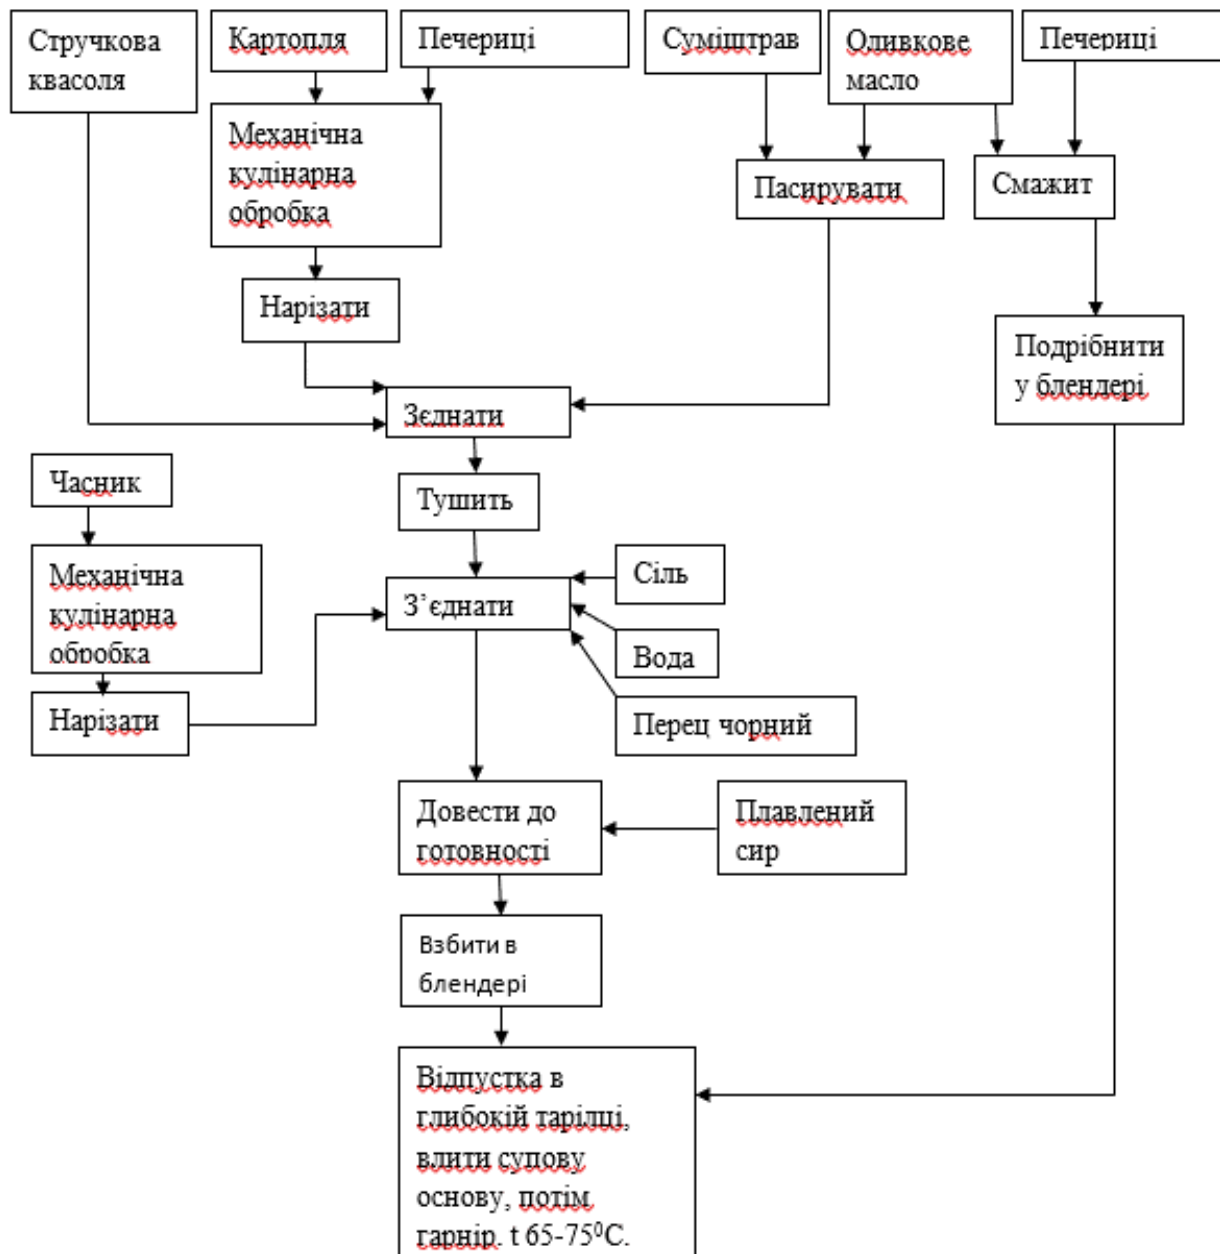 Стручкова
квасоля
Картопля
Печериці
Суміштрав
Оливкове
масло
Печериці
Механічна
кулінарна
обробка
Пасирувати
Смажит
Нарізати
Подрібнити
у блендері
Зєднати
Часник
Тушить
Механічна
кулінарна
обробка
З’єднати
Сіль
Вода
Нарізати
Перец чорний
Довести до
готовності
Плавлений
сир
Взбити в
блендері
Відпустка в
глибокій тарілці,
влити супову
основу, потім
гарнір. t 65-75⁰С.